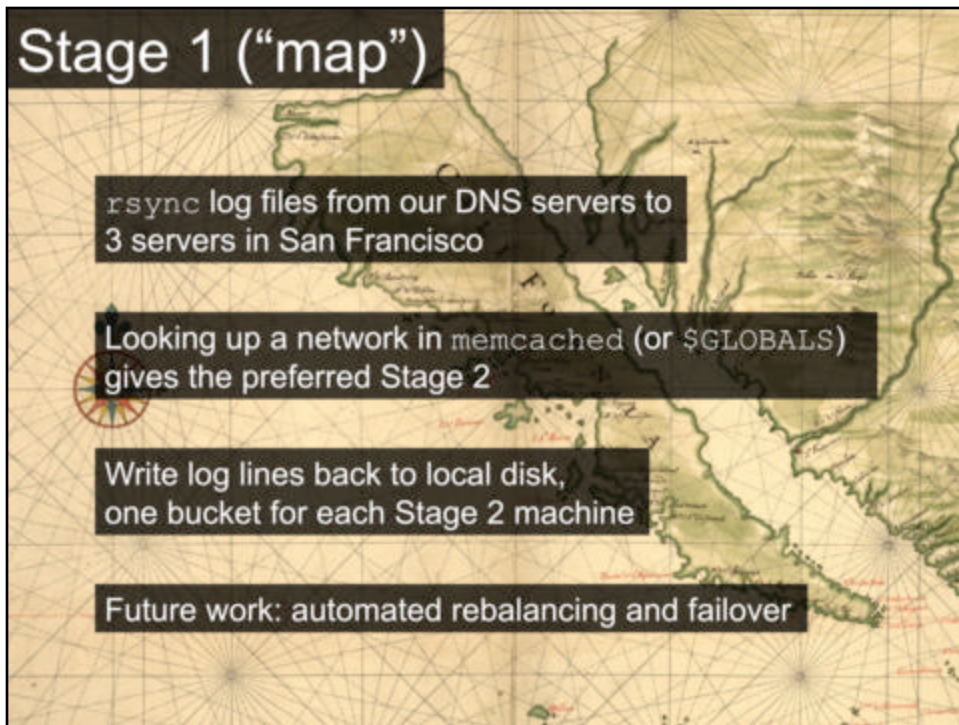 Stage 1 (“map”)
rsync log files from our DNS servers to
3 servers in San Francisco
Looking up a network in memcached (or $GLOBALS)
gives the preferred Stage 2
Write log lines back to local disk,
one bucket for each Stage 2 machine
Future work: automated rebalancing and failover